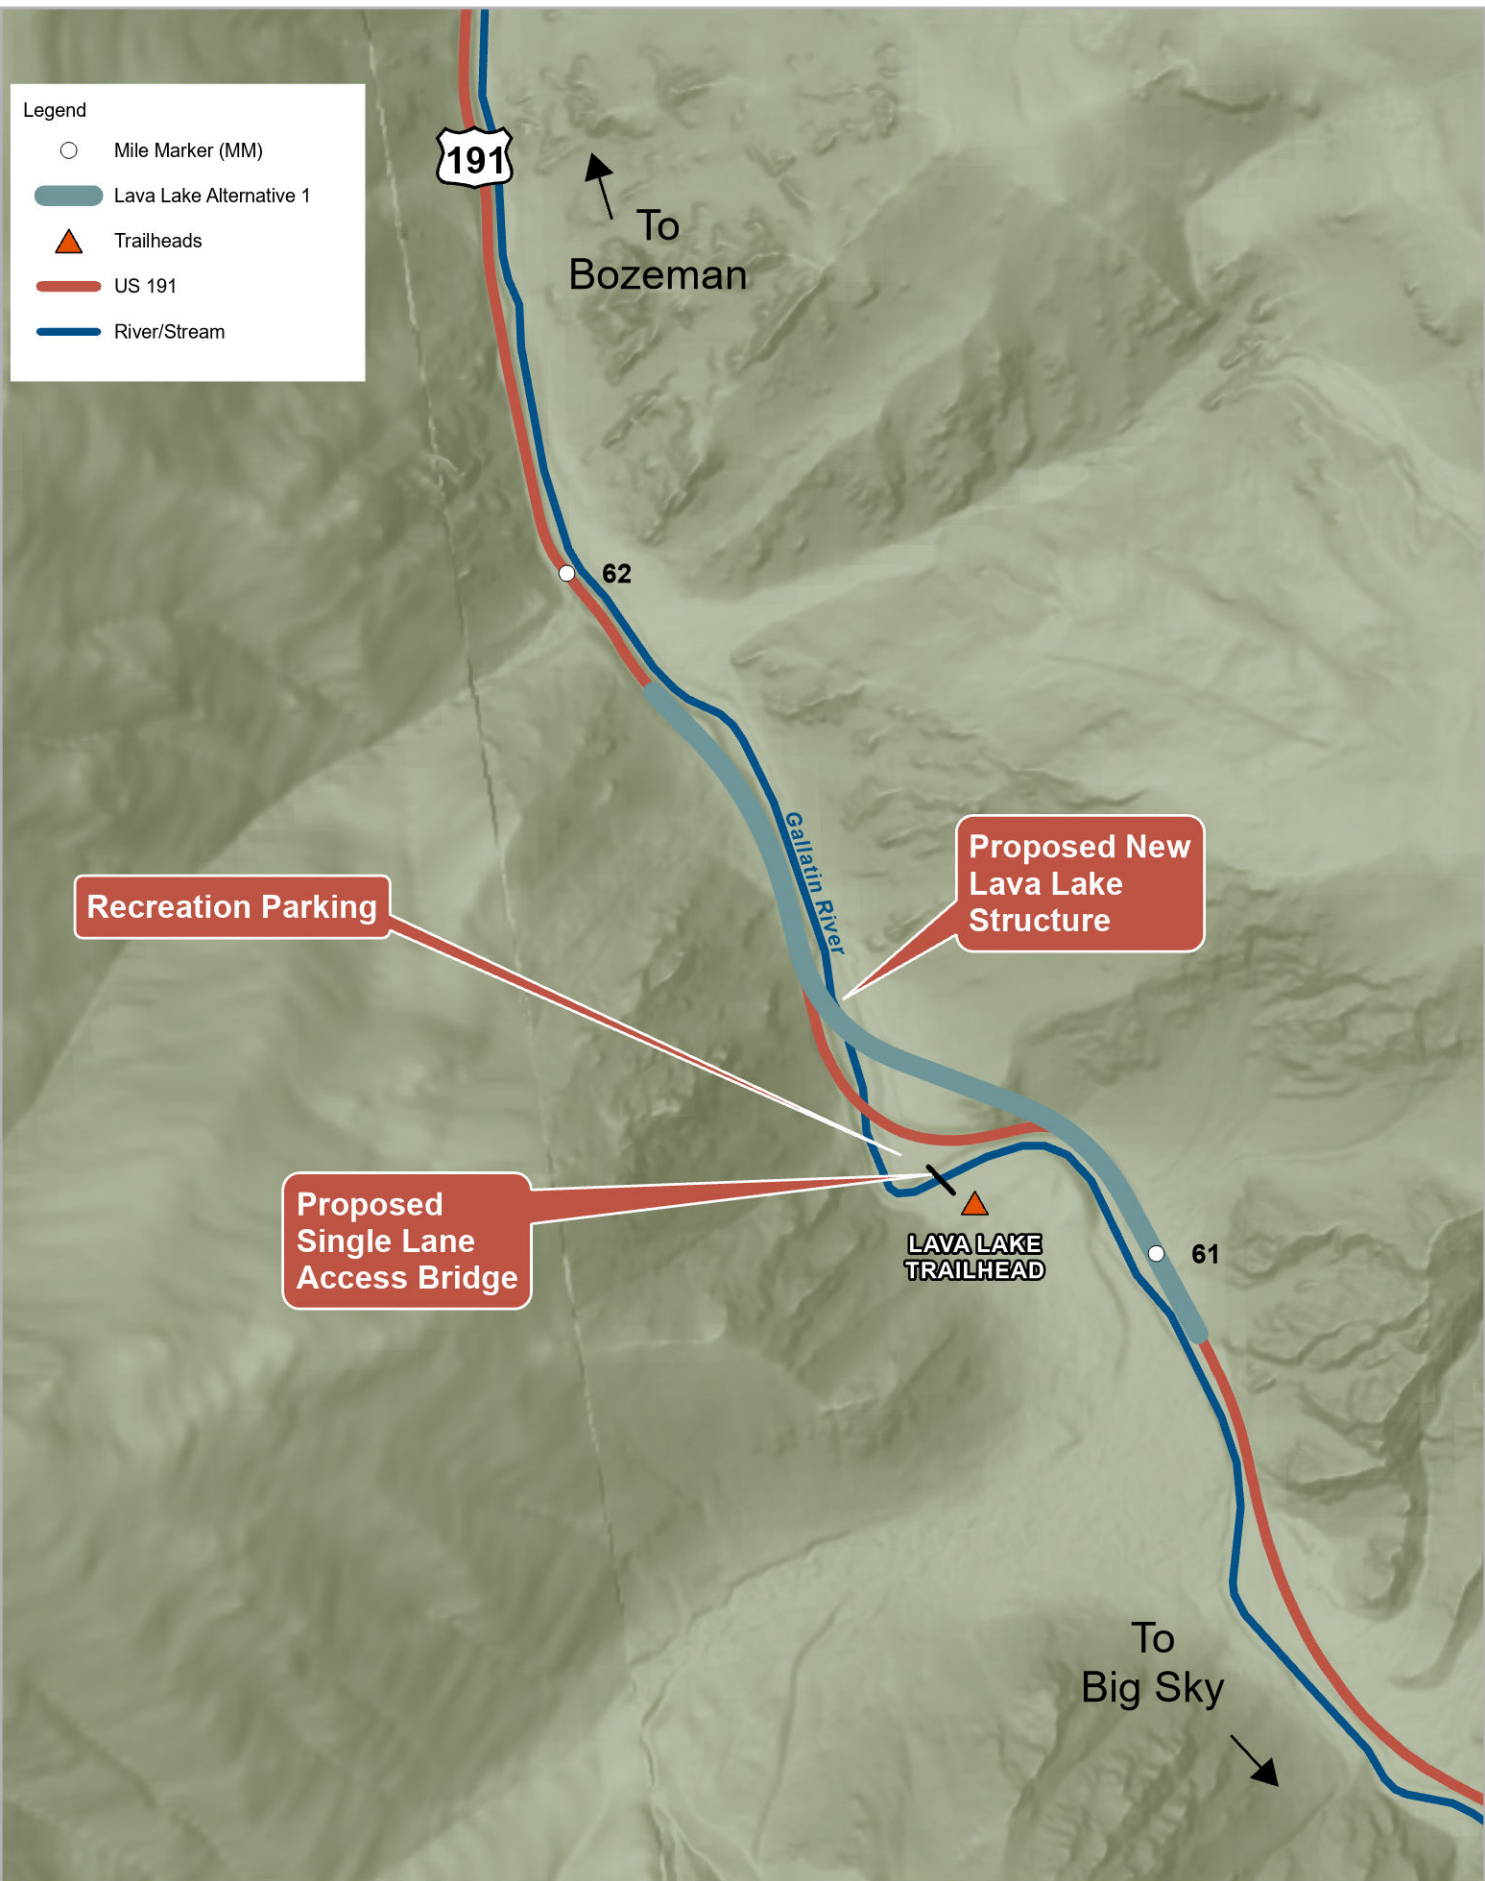 Legend
Mile Marker (MM)
Lava Lake Alternative 1
Trailheads
US 191
River/Stream
191
To
Bozeman
62
Gallatin River
Proposed New
Lava Lake
Structure
Recreation Parking
Proposed
Single Lane
Access Bridge
LAVA LAKE
TRAILHEAD
61
To
Big Sky